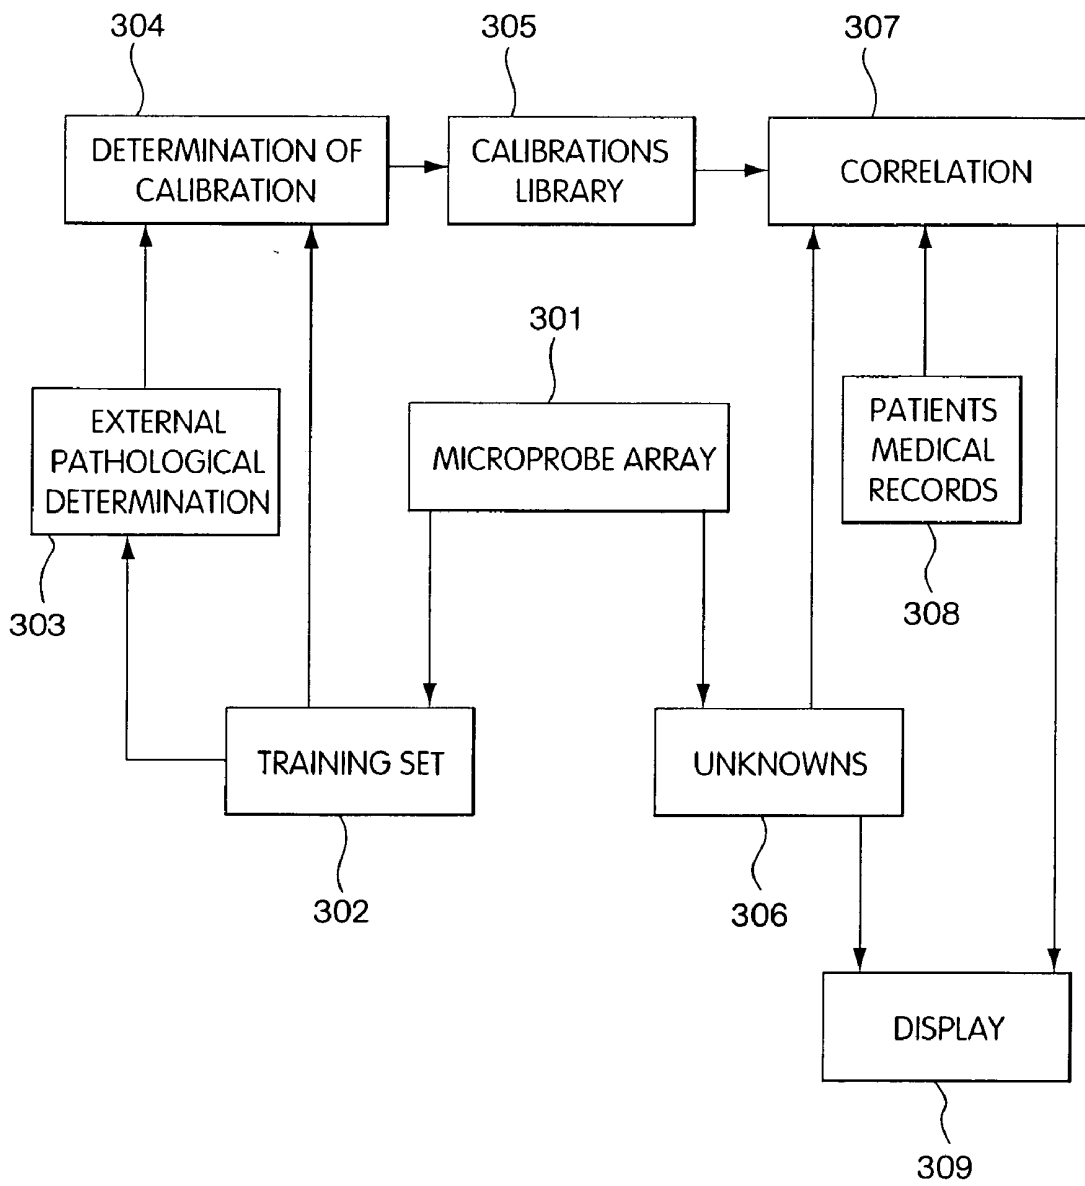 304
305
307
DETERMINATION OF
CALIBRATION
CALIBRATIONS
LIBRARY
CORRELATION
301
EXTERNAL
PATHOLOGICAL
DETERMINATION
MICROPROBE ARRAY
PATIENTS
MEDICAL
RECORDS
303
308
TRAINING SET
UNKNOWNS
302
306
DISPLAY
309